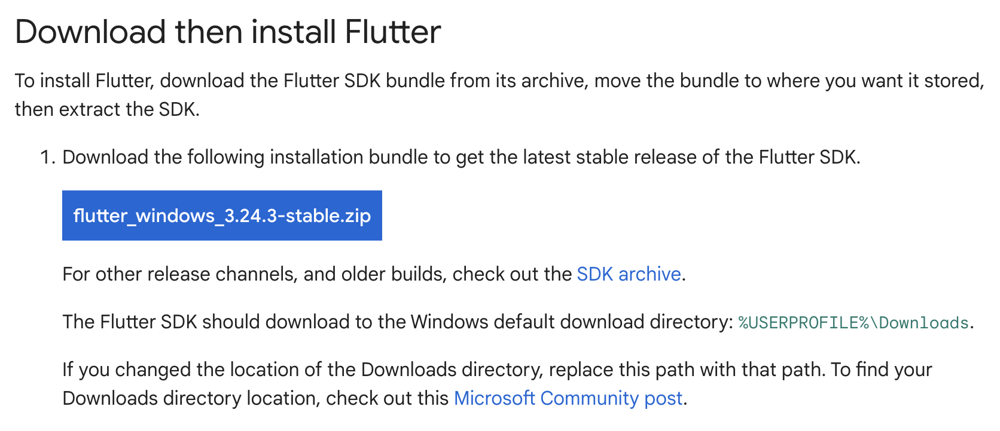 Download then install Flutter
To install Flutter, download the Flutter SDK bundle from its archive, move the bundle to where you want it stored,
then extract the SDK.
1. Download the following installation bundle to get the latest stable release of the Flutter SDK.
flutter_windows_3.24.3-stable.zip
For other release channels, and older builds, check out the SDK archive.
The Flutter SDK should download to the Windows default download directory: %USERPROFILE%\Downloads.
If you changed the location of the Downloads directory, replace this path with that path. To find your
Downloads directory location, check out this Microsoft Community post.